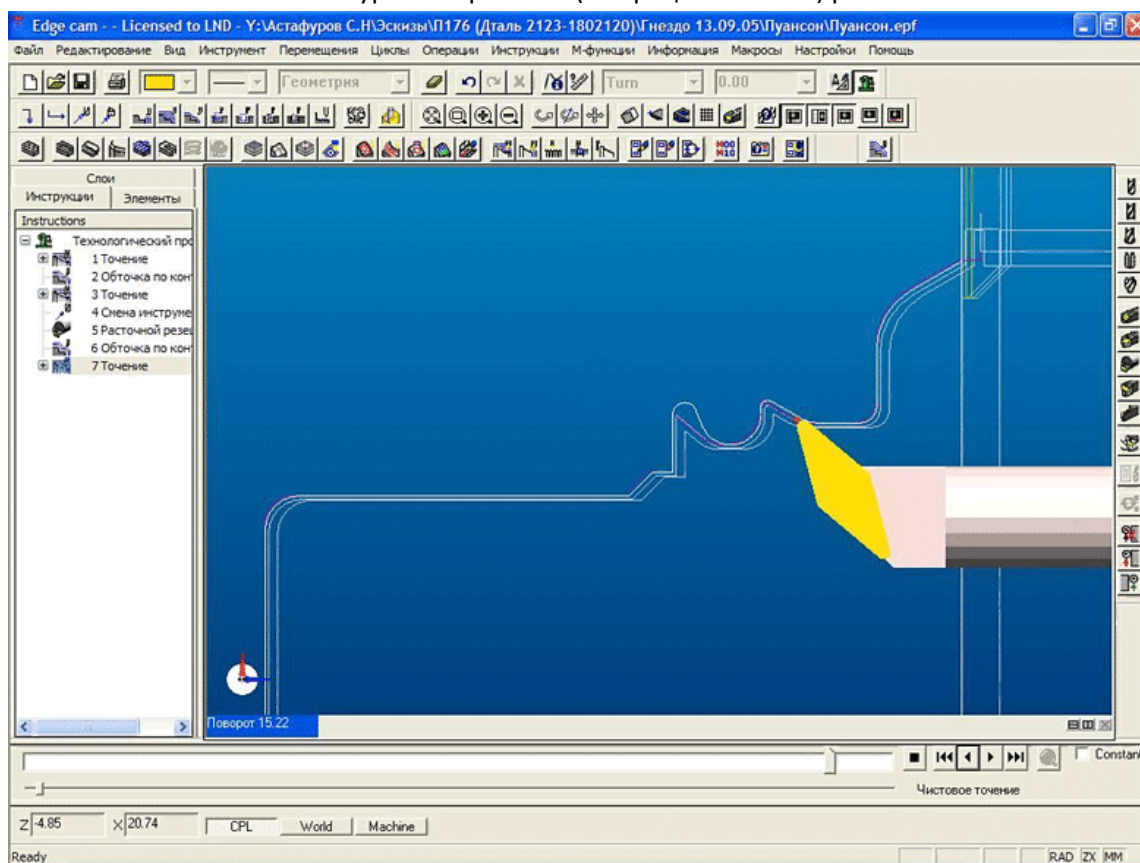 Edge cam - - Licensed to LND - Y:\Астафуров С.Н\Эскизы\П176 (Дталь 2123-1802120)\Гнездо 13.09.05\Пуансон\Пуансон.epf
Файл Редактирование Вид Инструмент Перемещения Циклы Операции Инструкции М-функции Информация Макросы Настройки Помощь
Геометрия Turn 0.00
Слои
Инструкции Элементы
Instructions
Технологический про
1 Точение
2 Обточка по кон
3 Точение
4 Смена инструме
5 Расточной резец
6 Обточка по кон
7 Точение
Поворот 15.22
Constan
Чистовое точение
Z -4.85 X 20.74 CPL World Machine
Ready RAD ZX MM